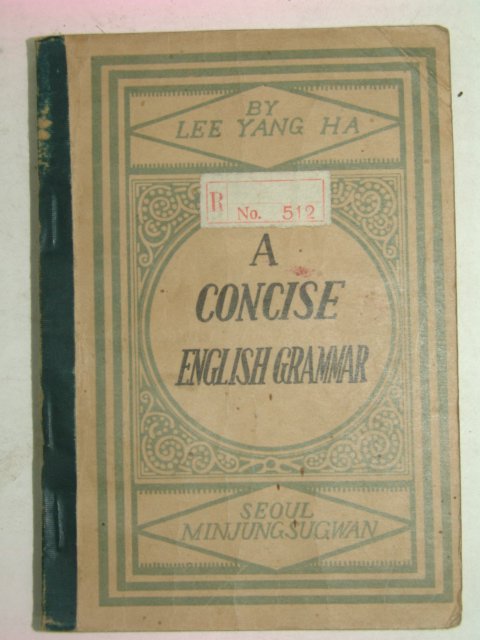 BY
LEE YANG HA
R
No. 512
A
CONCISE
ENGLISH GRAMMAR
SEOUL
MINJUNGSUGWAN